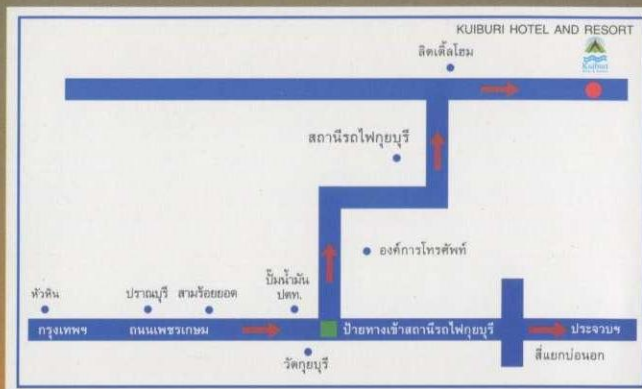 KUIBURI HOTEL AND RESORT
Kuiburi
ลิตเติ้ลโฮม
สถานีรถไฟกุยบุรี
องค์การโทรศัพท์
ปั๊มน้ำมัน
ปตท.
หัวหิน
ปราณบุรี
สามร้อยยอด
กรุงเทพฯ
ถนนเพชรเกษม
ป้ายทางเข้าสถานีรถไฟกุยบุรี
ประจวบฯ
วัดกุยบุรี
สี่แยกบ่อนอก